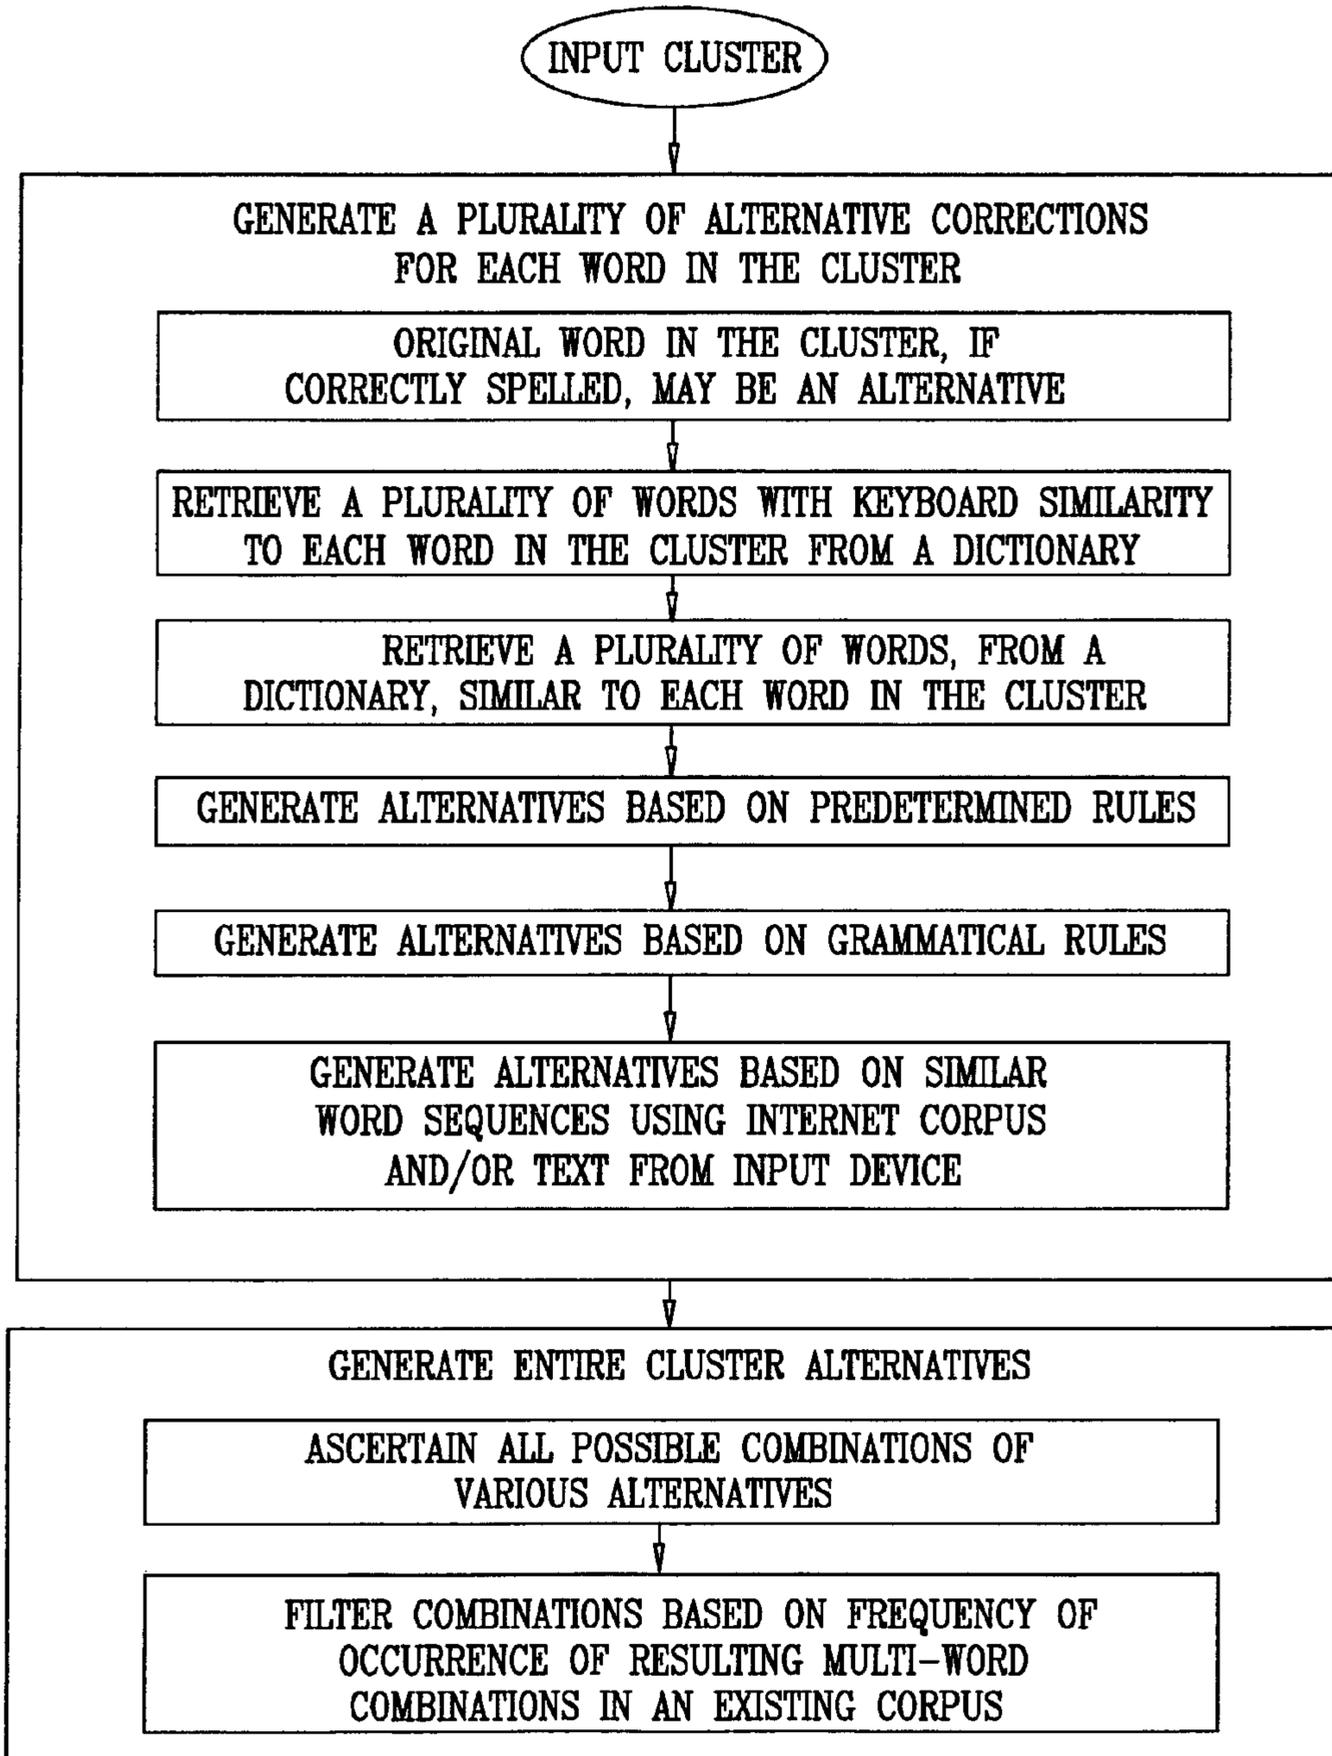 INPUT CLUSTER
GENERATE A PLURALITY OF ALTERNATIVE CORRECTIONS
FOR EACH WORD IN THE CLUSTER
ORIGINAL WORD IN THE CLUSTER, IF
CORRECTLY SPELLED, MAY BE AN ALTERNATIVE
RETRIEVE A PLURALITY OF WORDS WITH KEYBOARD SIMILARITY
TO EACH WORD IN THE CLUSTER FROM A DICTIONARY
RETRIEVE A PLURALITY OF WORDS, FROM A
DICTIONARY, SIMILAR TO EACH WORD IN THE CLUSTER
GENERATE ALTERNATIVES BASED ON PREDETERMINED RULES
GENERATE ALTERNATIVES BASED ON GRAMMATICAL RULES
GENERATE ALTERNATIVES BASED ON SIMILAR
WORD SEQUENCES USING INTERNET CORPUS
AND/OR TEXT FROM INPUT DEVICE
GENERATE ENTIRE CLUSTER ALTERNATIVES
ASCERTAIN ALL POSSIBLE COMBINATIONS OF
VARIOUS ALTERNATIVES
FILTER COMBINATIONS BASED ON FREQUENCY OF
OCCURRENCE OF RESULTING MULTI-WORD
COMBINATIONS IN AN EXISTING CORPUS